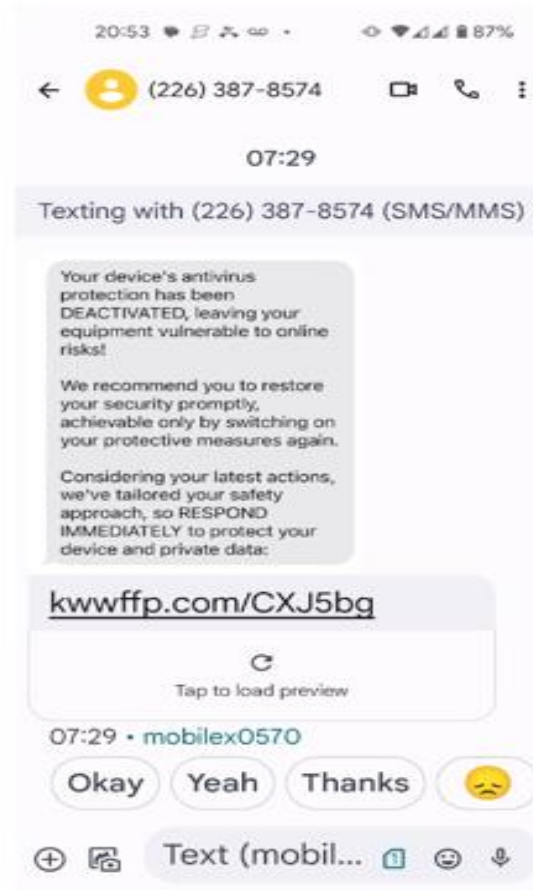 20:53
87%
(226) 387-8574
07:29
Texting with (226) 387-8574 (SMS/MMS)
Your device's antivirus
protection has been
DEACTIVATED, leaving your
equipment vulnerable to online
risks!
We recommend you to restore
your security promptly,
achievable only by switching on
your protective measures again.
Considering your latest actions,
we've tailored your safety
approach, so RESPOND
IMMEDIATELY to protect your
device and private data:
kwwffp.com/CXJ5bg
Tap to load preview
07:29 • mobilex0570
Okay
Yeah
Thanks
Text (mobil...
1